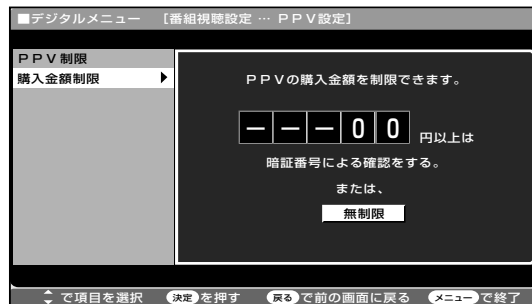 ■デジタルメニュー [番組視聴設定 … PPV設定]
PPV制限
購入金額制限
PPVの購入金額を制限できます。
−−−00 円以上は
暗証番号による確認をする。
または、
無制限
で項目を選択 決定を押す 戻るで前の画面に戻る メニューで終了